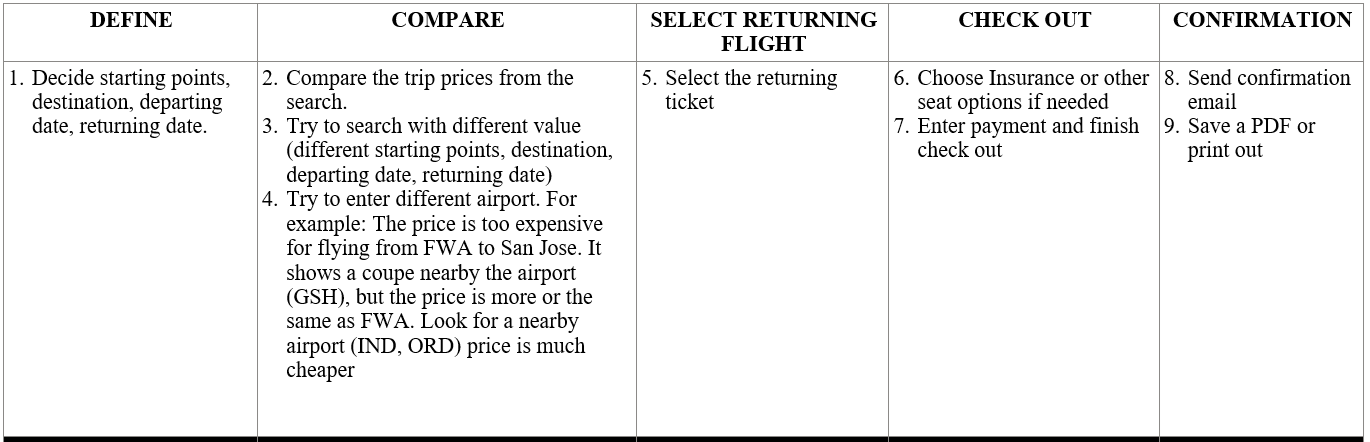 DEFINE
COMPARE
SELECT RETURNING
FLIGHT
CHECK OUT
CONFIRMATION
1. Decide starting points,
destination, departing
date, returning date.
2. Compare the trip prices from the
search.
3. Try to search with different value
(different starting points, destination,
departing date, returning date)
4. Try to enter different airport. For
example: The price is too expensive
for flying from FWA to San Jose. It
shows a coupe nearby the airport
(GSH), but the price is more or the
same as FWA. Look for a nearby
airport (IND, ORD) price is much
cheaper
5. Select the returning
ticket
6. Choose Insurance or other
seat options if needed
7. Enter payment and finish
check out
8. Send confirmation
email
9. Save a PDF or
print out